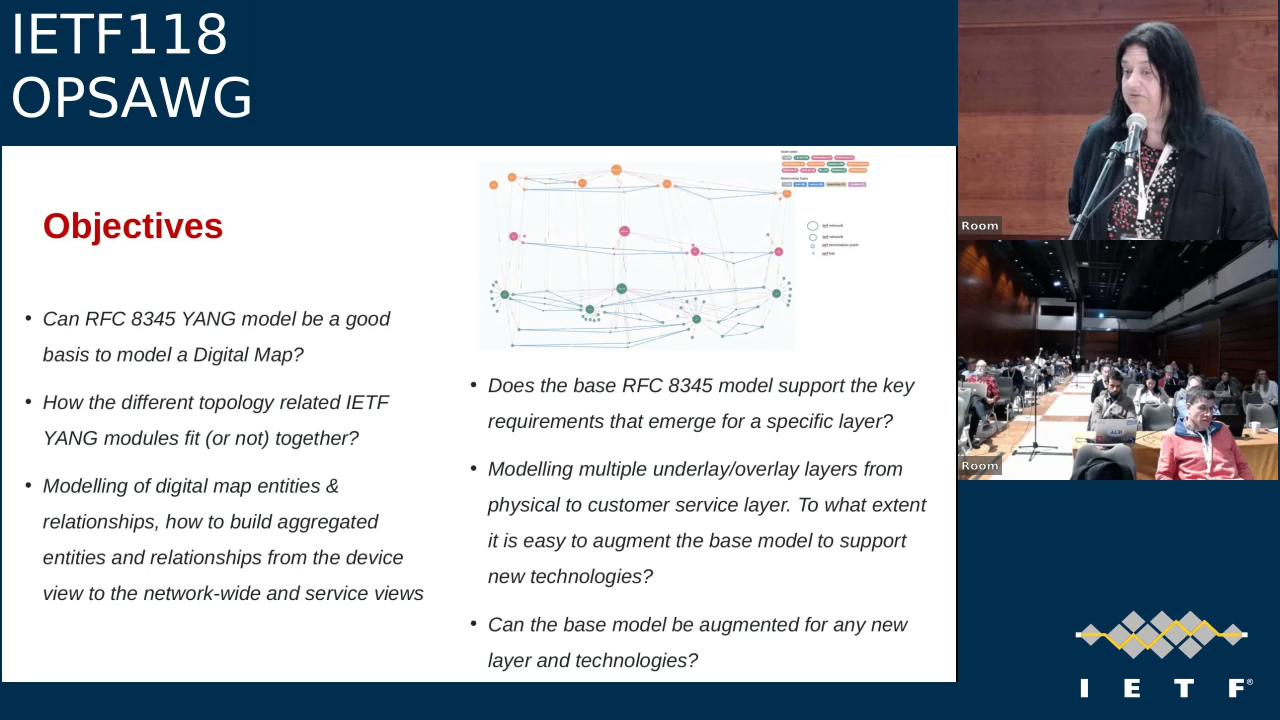 IETF118
OPSAWG
Objectives
• Can RFC 8345 YANG model be a good
basis to model a Digital Map?
• How the different topology related IETF
YANG modules fit (or not) together?
• Modelling of digital map entities &
relationships, how to build aggregated
entities and relationships from the device
view to the network-wide and service views
• Does the base RFC 8345 model support the key
requirements that emerge for a specific layer?
• Modelling multiple underlay/overlay layers from
physical to customer service layer. To what extent
it is easy to augment the base model to support
new technologies?
• Can the base model be augmented for any new
layer and technologies?
Room
Room
I E T F®